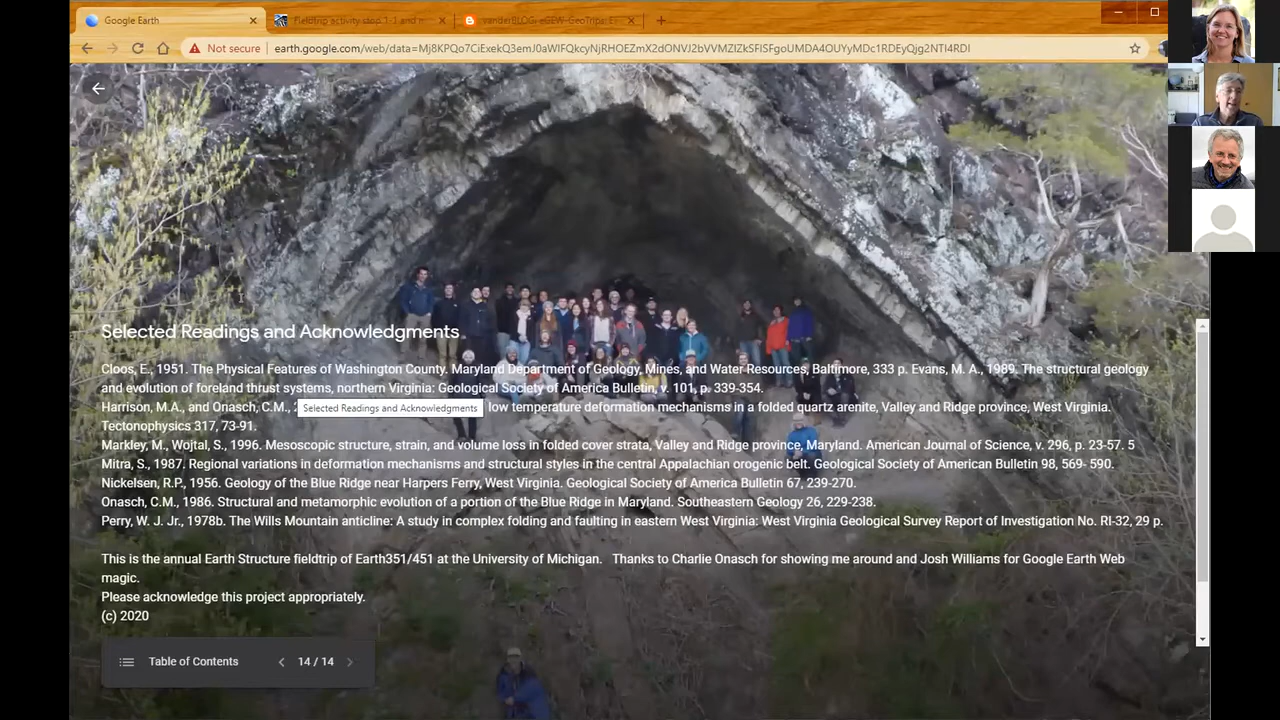 Google Earth
Fieldtrip activity stop 1-1 and m
vanderBLOG: eGEW-GeoTrips: E
Not secure
earth.google.com/web/data=Mj8KPQo7CiExekQ3emJ0aWlFQkcyNjRHOEZmX2dONVJ2bVVMZlZkSFlSFgoUMDA4OUYyMDc1RDEyQjg2NTI4RDI
Selected Readings and Acknowledgments
Cloos, E., 1951. The Physical Features of Washington County. Maryland Department of Geology, Mines, and Water Resources, Baltimore, 333 p. Evans, M. A., 1989. The structural geology
and evolution of foreland thrust systems, northern Virginia: Geological Society of America Bulletin, v. 101, p. 339-354.
Harrison, M.A., and Onasch, C.M., low temperature deformation mechanisms in a folded quartz arenite, Valley and Ridge province, West Virginia.
Selected Readings and Acknowledgments
Tectonophysics 317, 73-91.
Markley, M., Wojtal, S., 1996. Mesoscopic structure, strain, and volume loss in folded cover strata, Valley and Ridge province, Maryland. American Journal of Science, v. 296, p. 23-57. 5
Mitra, S., 1987. Regional variations in deformation mechanisms and structural styles in the central Appalachian orogenic belt. Geological Society of American Bulletin 98, 569- 590.
Nickelsen, R.P., 1956. Geology of the Blue Ridge near Harpers Ferry, West Virginia. Geological Society of America Bulletin 67, 239-270.
Onasch, C.M., 1986. Structural and metamorphic evolution of a portion of the Blue Ridge in Maryland. Southeastern Geology 26, 229-238.
Perry, W. J. Jr., 1978b. The Wills Mountain anticline: A study in complex folding and faulting in eastern West Virginia: West Virginia Geological Survey Report of Investigation No. RI-32, 29 p.
This is the annual Earth Structure fieldtrip of Earth351/451 at the University of Michigan. Thanks to Charlie Onasch for showing me around and Josh Williams for Google Earth Web
magic.
Please acknowledge this project appropriately.
(c) 2020
Table of Contents
14 / 14